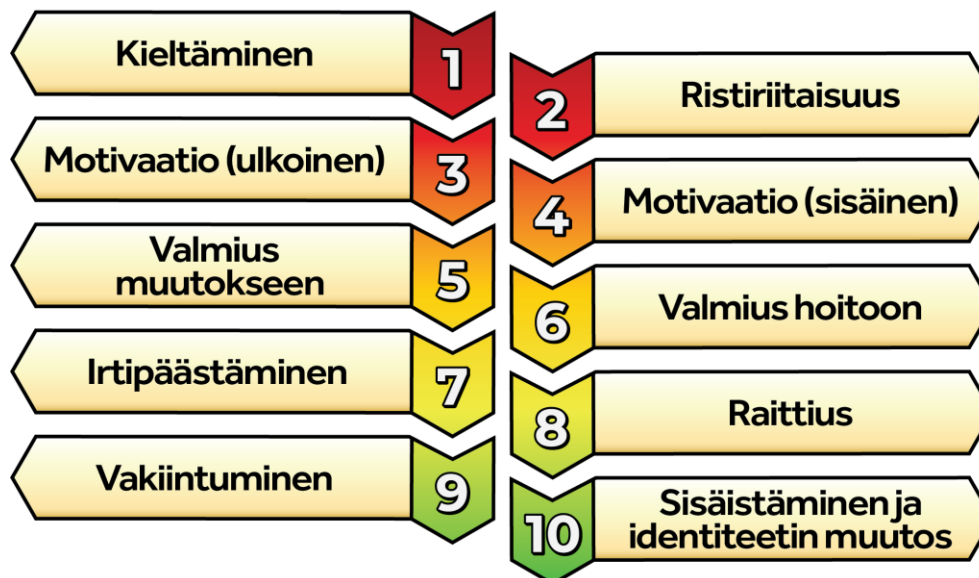 Kieltäminen
1
2
Ristiriitaisuus
Motivaatio (ulkoinen)
3
4
Motivaatio (sisäinen)
Valmius
muutokseen
5
6
Valmius hoitoon
Irtipäästäminen
7
8
Raittius
Vakiintuminen
9
10
Sisäistäminen ja
identiteetin muutos